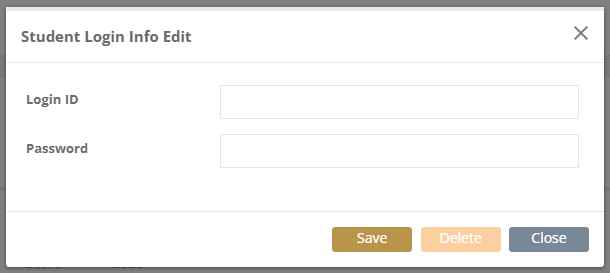 Student Login Info Edit
Login ID
Password
Save Delete Close